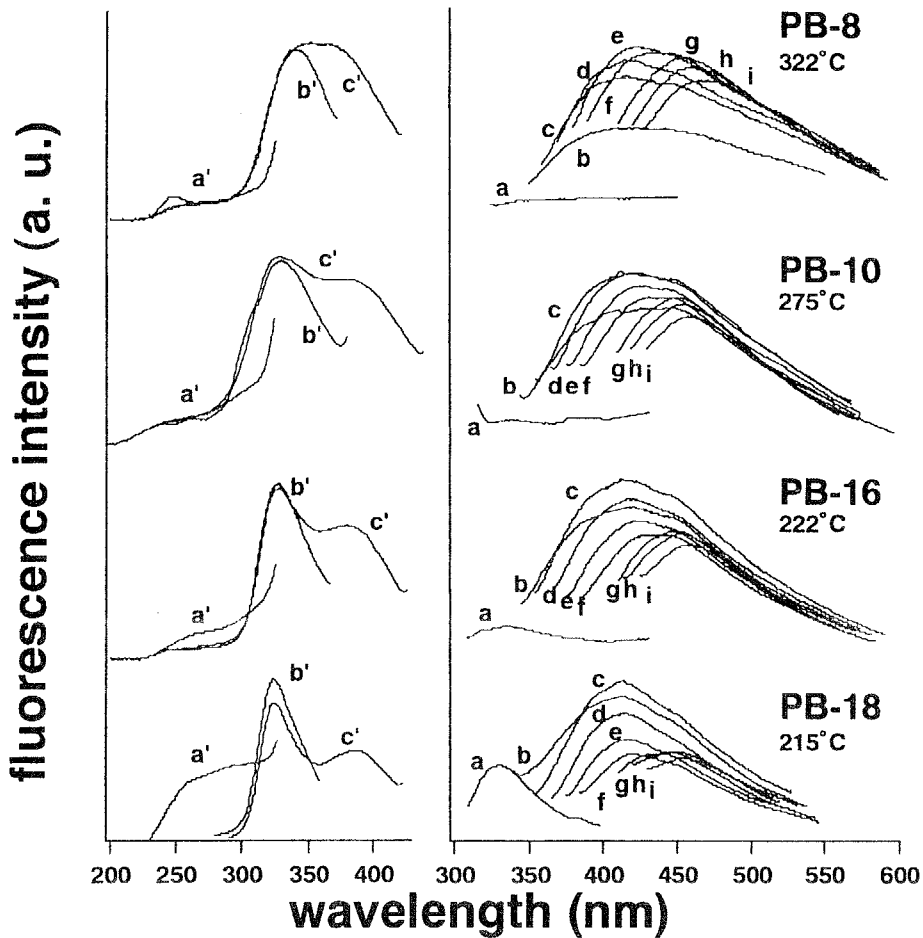 fluorescence intensity (a. u.)
PB-8
322°C
a'
b'
c'
a
b
c
d
e
f
g
h
i
PB-10
275°C
a'
b'
c'
a
b
c
d e f
g h i
PB-16
222°C
a'
b'
c'
a
b
c
d e f
g h i
PB-18
215°C
a'
b'
c'
a
b
c
d
e
f
g h i
200 250 300 350 400
300 350 400 450 500 550 600
wavelength (nm)